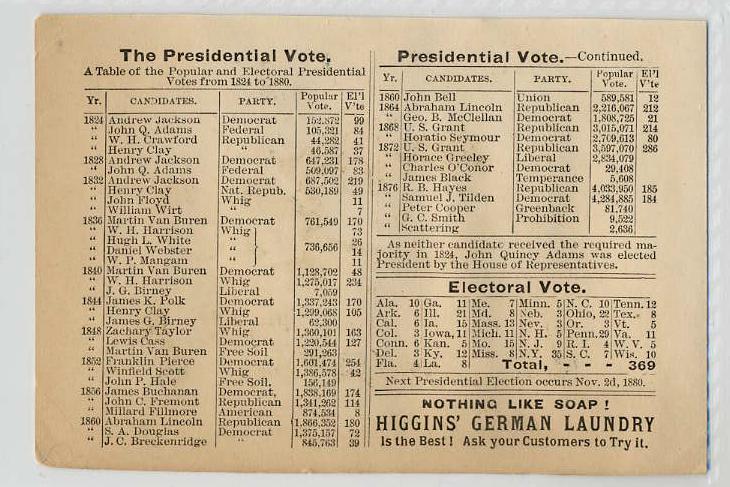 The Presidential Vote.
A Table of the Popular and Electoral Presidential
Votes from 1824 to 1880.
Yr. CANDIDATES. PARTY. Popular Vote. El'l V'te
1824 Andrew Jackson Democrat 152,872 99
" John Q. Adams Federal 105,321 84
" W. H. Crawford Republican 44,282 41
" Henry Clay " 46,587 37
1828 Andrew Jackson Democrat 647,231 178
" John Q. Adams Federal 509,097 83
1832 Andrew Jackson Democrat 687,502 219
" Henry Clay Nat. Repub. 530,189 49
" John Floyd Whig 11
" William Wirt " 7
1836 Martin Van Buren Democrat 761,549 170
" W. H. Harrison Whig 73
" Hugh L. White " 26
" Daniel Webster " 736,656 14
" W. P. Mangam " 11
1840 Martin Van Buren Democrat 1,128,702 48
" W. H. Harrison Whig 1,275,017 234
" J. G. Birney Liberal 7,059
1844 James K. Polk Democrat 1,337,243 170
" Henry Clay Whig 1,299,068 105
" James G. Birney Liberal 62,300
1848 Zachary Taylor Whig 1,360,101 163
" Lewis Cass Democrat 1,220,544 127
" Martin Van Buren Free Soil 291,263
1852 Franklin Pierce Democrat 1,601,474 254
" Winfield Scott Whig 1,386,578 42
" John P. Hale Free Soil. 156,149
1856 James Buchanan Democrat, 1,838,169 174
" John C. Fremont Republican 1,341,262 114
" Millard Fillmore American 874,534 8
1860 Abraham Lincoln Republican 1,866,352 180
" S. A. Douglas Democrat 1,375,157 72
" J. C. Breckenridge " 845,763 39
Presidential Vote.—Continued.
Yr. CANDIDATES. PARTY. Popular Vote. El'l V'te
1860 John Bell Union 589,581 12
1864 Abraham Lincoln Republican 2,216,067 212
" Geo. B. McClellan Democrat 1,808,725 21
1868 U. S. Grant Republican 3,015,071 214
" Horatio Seymour Democrat 2,709,613 80
1872 U. S. Grant Republican 3,597,070 286
" Horace Greeley Liberal 2,834,079
" Charles O'Conor Democrat 29,408
" James Black Temperance 5,608
1876 R. B. Hayes Republican 4,033,950 185
" Samuel J. Tilden Democrat 4,284,885 184
" Peter Cooper Greenback 81,740
" G. C. Smith Prohibition 9,522
" Scattering 2,636
As neither candidate received the required ma-
jority in 1824, John Quincy Adams was elected
President by the House of Representatives.
Electoral Vote.
Ala. 10 Ga. 11 Me. 7 Minn. 5 N. C. 10 Tenn. 12
Ark. 6 Ill. 21 Md. 8 Neb. 3 Ohio, 22 Tex. 8
Cal. 6 Ia. 15 Mass. 13 Nev. 3 Or. 3 Vt. 5
Col. 3 Iowa, 11 Mich. 11 N. H. 5 Penn. 29 Va. 11
Conn. 6 Kan. 5 Mo. 15 N. J. 9 R. I. 4 W. V. 5
Del. 3 Ky. 12 Miss. 8 N.Y. 35 S. C. 7 Wis. 10
Fla. 4 La. 8 Total, - - - 369
Next Presidential Election occurs Nov. 2d, 1880.
NOTHING LIKE SOAP!
HIGGINS' GERMAN LAUNDRY
Is the Best! Ask your Customers to Try it.